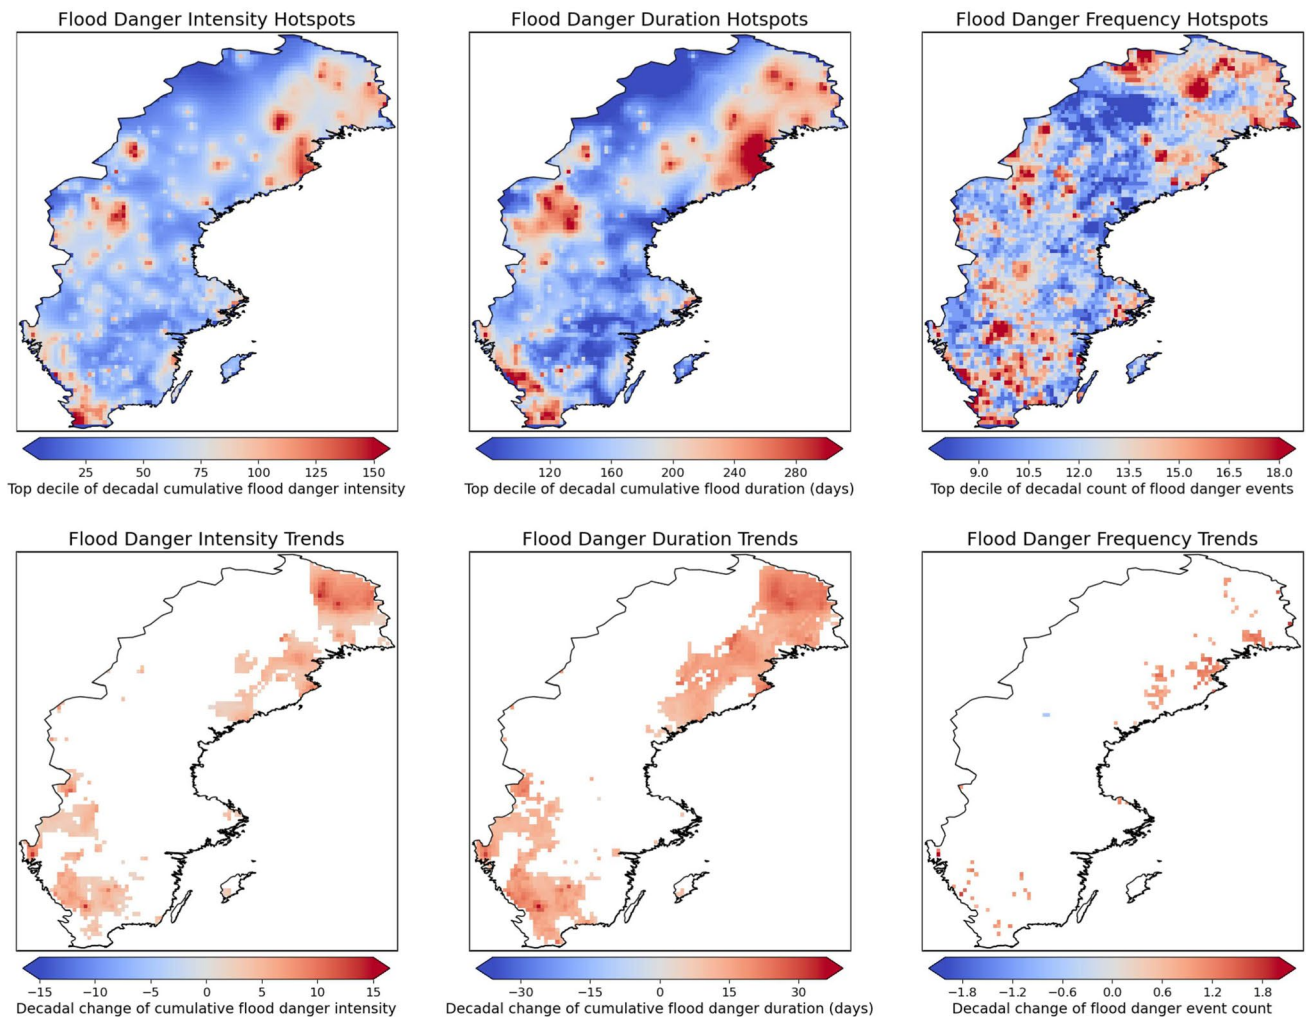 Flood Danger Intensity Hotspots
Flood Danger Duration Hotspots
Flood Danger Frequency Hotspots
25 50 75 100 125 150
Top decile of decadal cumulative flood danger intensity
120 160 200 240 280
Top decile of decadal cumulative flood duration (days)
9.0 10.5 12.0 13.5 15.0 16.5 18.0
Top decile of decadal count of flood danger events
Flood Danger Intensity Trends
Flood Danger Duration Trends
Flood Danger Frequency Trends
−15 −10 −5 0 5 10 15
Decadal change of cumulative flood danger intensity
−30 −15 0 15 30
Decadal change of cumulative flood danger duration (days)
−1.8 −1.2 −0.6 0.0 0.6 1.2 1.8
Decadal change of flood danger event count